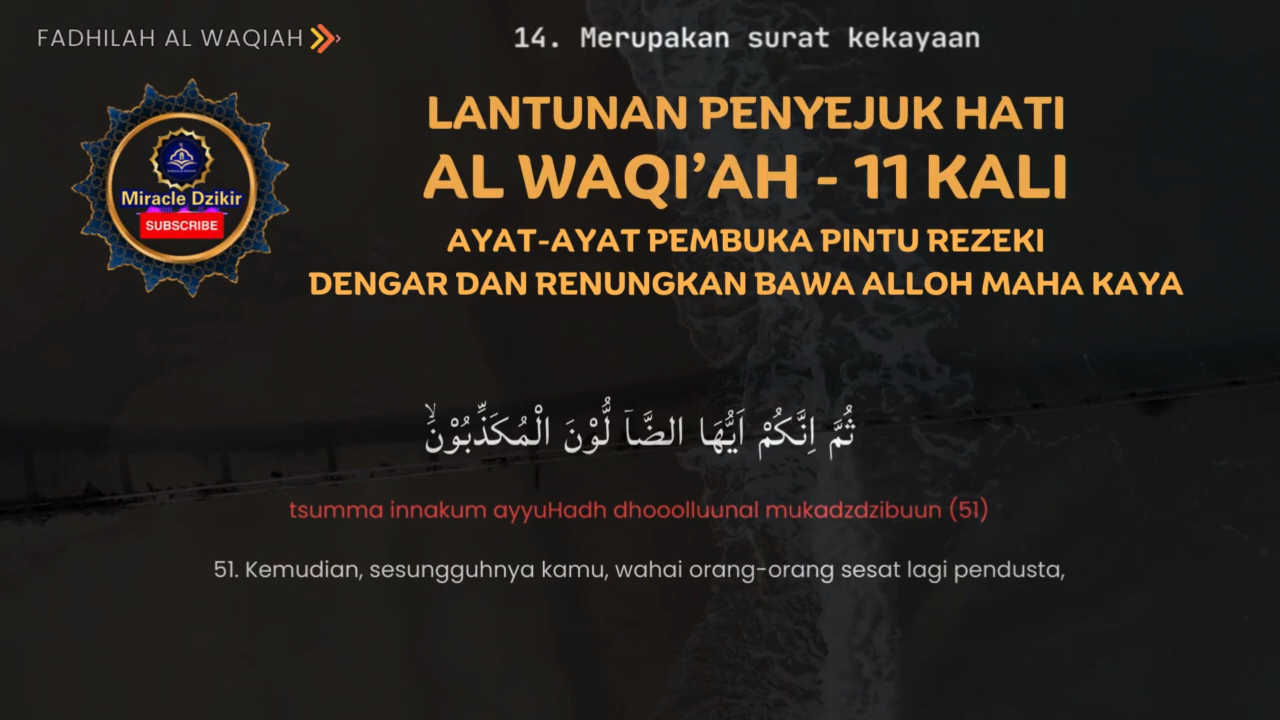 FADHILAH AL WAQIAH
14. Merupakan surat kekayaan
LANTUNAN PENYEJUK HATI
AL WAQI'AH - 11 KALI
AYAT-AYAT PEMBUKA PINTU REZEKI
DENGAR DAN RENUNGKAN BAWA ALLOH MAHA KAYA
Miracle Dzikir
SUBSCRIBE
ثُمَّ اِنَّكُمْ اَيُّهَا الضَّاۤ لُّوْنَ الْمُكَذِّبُوْنَۙ
tsumma innakum ayyuHadh dhooolluunal mukadzdzibuun (51)
51. Kemudian, sesungguhnya kamu, wahai orang-orang sesat lagi pendusta,